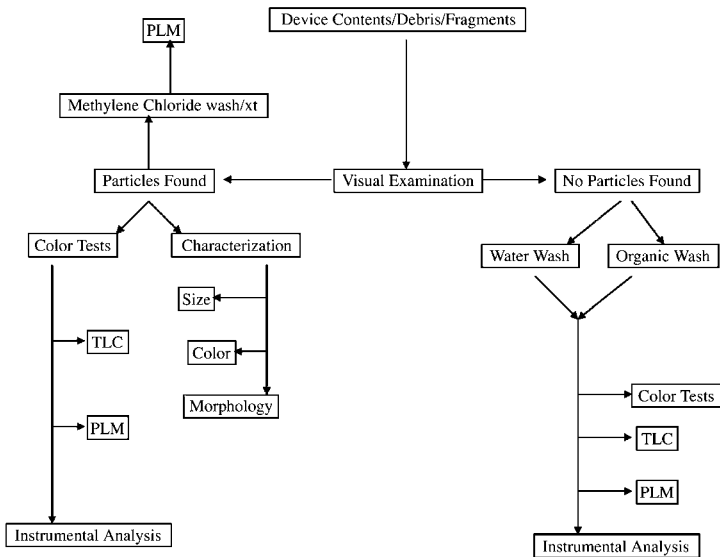 Device Contents/Debris/Fragments
PLM
Methylene Chloride wash/xt
Particles Found
Visual Examination
No Particles Found
Color Tests
Characterization
Water Wash
Organic Wash
Size
TLC
Color
Morphology
PLM
Color Tests
TLC
PLM
Instrumental Analysis
Instrumental Analysis